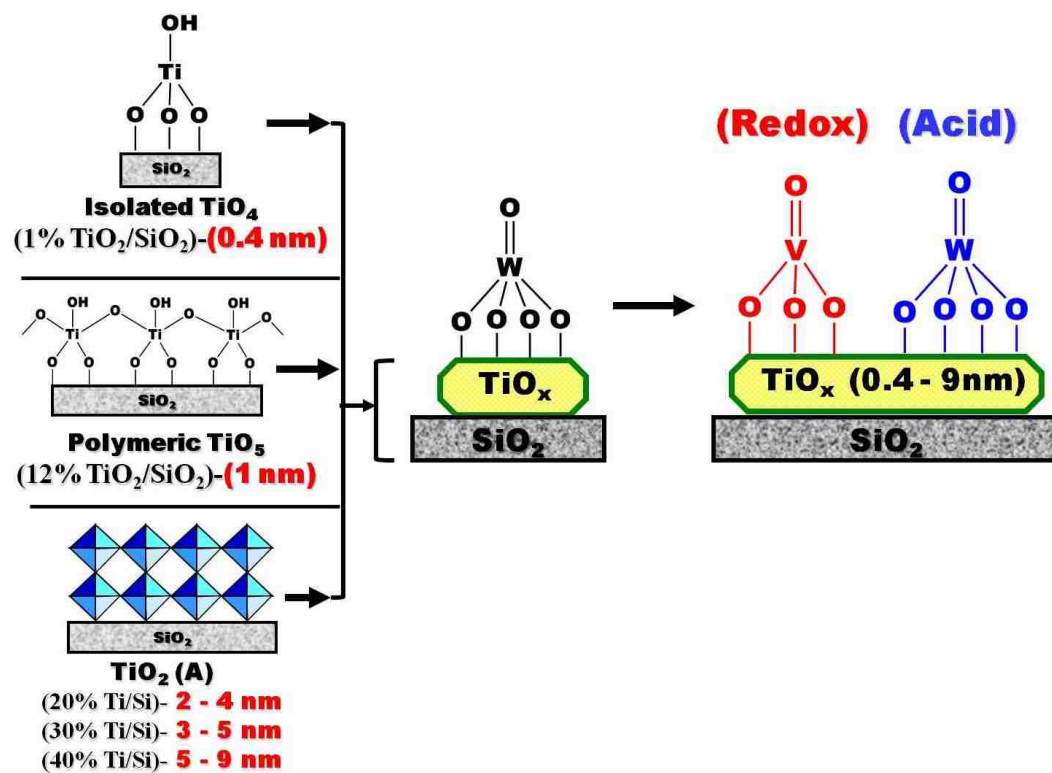 OH
Ti
O O O
SiO₂
Isolated TiO₄
(1% TiO₂/SiO₂)-(0.4 nm)
OH OH OH
O O O O
Ti Ti Ti
O O O O O O
SiO₂
Polymeric TiO₅
(12% TiO₂/SiO₂)-(1 nm)
SiO₂
TiO₂ (A)
(20% Ti/Si)- 2 - 4 nm
(30% Ti/Si)- 3 - 5 nm
(40% Ti/Si)- 5 - 9 nm
O
W
O O O O
TiOₓ
SiO₂
(Redox) (Acid)
O O
V W
O O O O O O O
TiOₓ (0.4 - 9nm)
SiO₂